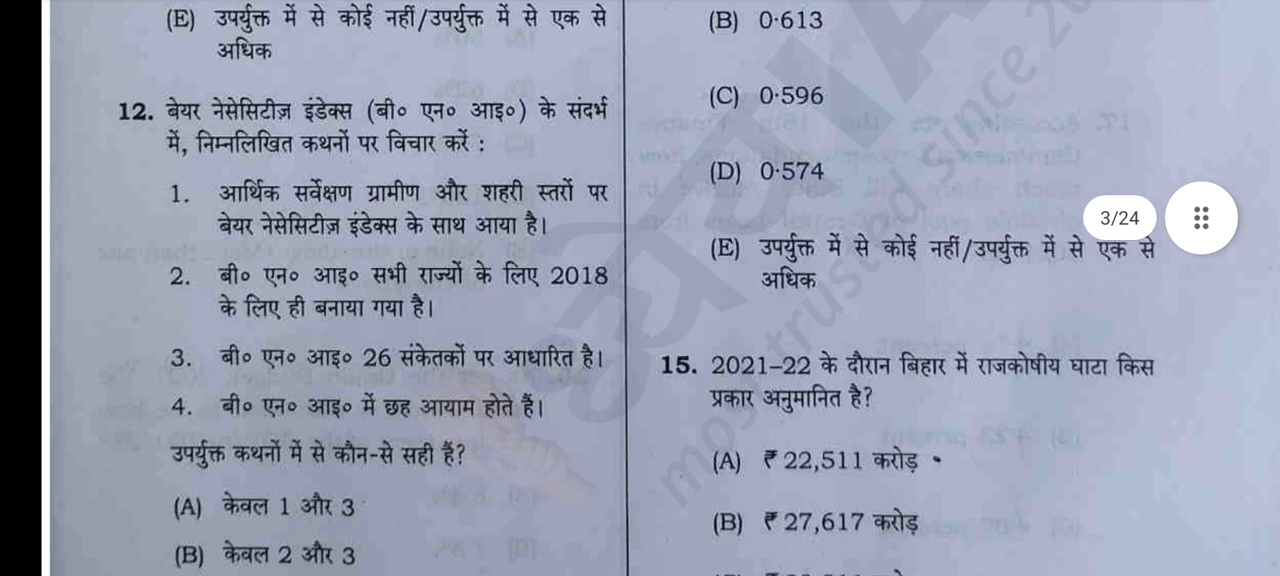 (E) उपर्युक्त में से कोई नहीं/उपर्युक्त में से एक से
अधिक
12. बेयर नेसेसिटीज़ इंडेक्स (बी० एन० आइ०) के संदर्भ
में, निम्नलिखित कथनों पर विचार करें :
1. आर्थिक सर्वेक्षण ग्रामीण और शहरी स्तरों पर
बेयर नेसेसिटीज़ इंडेक्स के साथ आया है।
2. बी० एन० आइ० सभी राज्यों के लिए 2018
के लिए ही बनाया गया है।
3. बी० एन० आइ० 26 संकेतकों पर आधारित है।
4. बी० एन० आइ० में छह आयाम होते हैं।
उपर्युक्त कथनों में से कौन-से सही हैं?
(A) केवल 1 और 3
(B) केवल 2 और 3
(B) 0·613
(C) 0·596
(D) 0·574
(E) उपर्युक्त में से कोई नहीं/उपर्युक्त में से एक से
अधिक
15. 2021–22 के दौरान बिहार में राजकोषीय घाटा किस
प्रकार अनुमानित है?
(A) ₹ 22,511 करोड़
(B) ₹ 27,617 करोड़
3/24
most trusted since